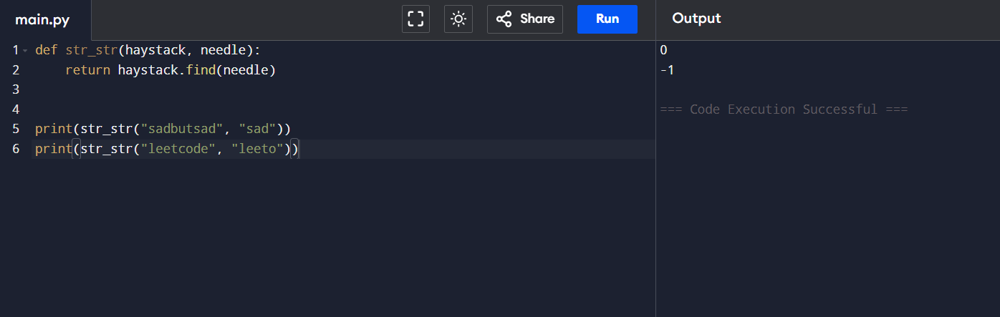 main.py Share Run Output
1 def str_str(haystack, needle):
2     return haystack.find(needle)
3
4
5 print(str_str("sadbutsad", "sad"))
6 print(str_str("leetcode", "leeto"))
0
-1
=== Code Execution Successful ===